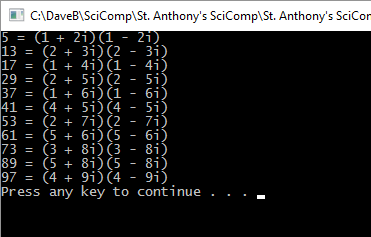 C:\DaveB\SciComp\St. Anthony's SciComp\St. Anthony's SciCom
5 = (1 + 2i)(1 - 2i)
13 = (2 + 3i)(2 - 3i)
17 = (1 + 4i)(1 - 4i)
29 = (2 + 5i)(2 - 5i)
37 = (1 + 6i)(1 - 6i)
41 = (4 + 5i)(4 - 5i)
53 = (2 + 7i)(2 - 7i)
61 = (5 + 6i)(5 - 6i)
73 = (3 + 8i)(3 - 8i)
89 = (5 + 8i)(5 - 8i)
97 = (4 + 9i)(4 - 9i)
Press any key to continue . . .